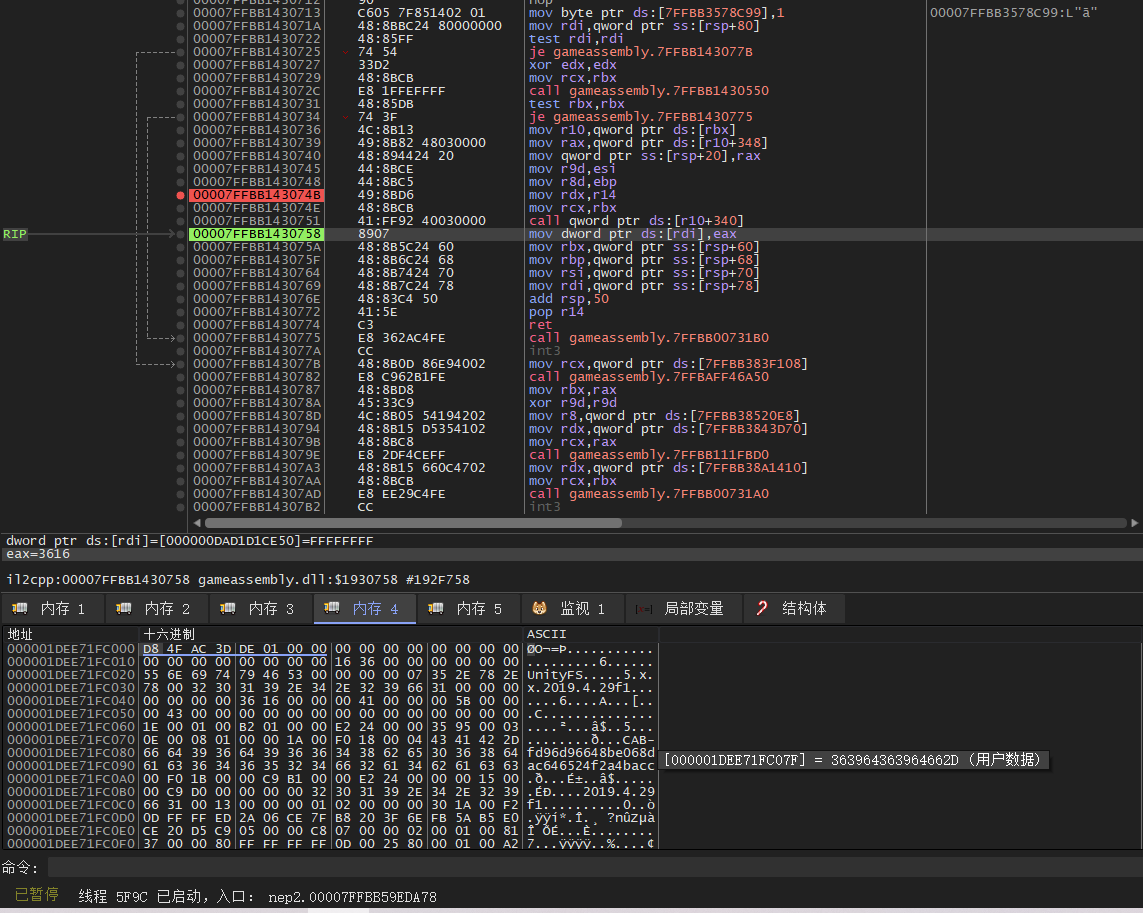 00007FFBB1430712 90 nop
00007FFBB1430713 C605 7F851402 01 mov byte ptr ds:[7FFBB3578C99],1 00007FFBB3578C99:L"ā"
00007FFBB143071A 48:8BBC24 80000000 mov rdi,qword ptr ss:[rsp+80]
00007FFBB1430722 48:85FF test rdi,rdi
00007FFBB1430725 74 54 je gameassembly.7FFBB143077B
00007FFBB1430727 33D2 xor edx,edx
00007FFBB1430729 48:8BCB mov rcx,rbx
00007FFBB143072C E8 1FFEFFFF call gameassembly.7FFBB1430550
00007FFBB1430731 48:85DB test rbx,rbx
00007FFBB1430734 74 3F je gameassembly.7FFBB1430775
00007FFBB1430736 4C:8B13 mov r10,qword ptr ds:[rbx]
00007FFBB1430739 49:8B82 48030000 mov rax,qword ptr ds:[r10+348]
00007FFBB1430740 48:894424 20 mov qword ptr ss:[rsp+20],rax
00007FFBB1430745 44:8BCE mov r9d,esi
00007FFBB1430748 44:8BC5 mov r8d,ebp
00007FFBB143074B 49:8BD6 mov rdx,r14
00007FFBB143074E 48:8BCB mov rcx,rbx
00007FFBB1430751 41:FF92 40030000 call qword ptr ds:[r10+340]
RIP 00007FFBB1430758 8907 mov dword ptr ds:[rdi],eax
00007FFBB143075A 48:8B5C24 60 mov rbx,qword ptr ss:[rsp+60]
00007FFBB143075F 48:8B6C24 68 mov rbp,qword ptr ss:[rsp+68]
00007FFBB1430764 48:8B7424 70 mov rsi,qword ptr ss:[rsp+70]
00007FFBB1430769 48:8B7C24 78 mov rdi,qword ptr ss:[rsp+78]
00007FFBB143076E 48:83C4 50 add rsp,50
00007FFBB1430772 41:5E pop r14
00007FFBB1430774 C3 ret
00007FFBB1430775 E8 362AC4FE call gameassembly.7FFBB00731B0
00007FFBB143077A CC int3
00007FFBB143077B 48:8B0D 86E94002 mov rcx,qword ptr ds:[7FFBB383F108]
00007FFBB1430782 E8 C962B1FE call gameassembly.7FFBAFF46A50
00007FFBB1430787 48:8BD8 mov rbx,rax
00007FFBB143078A 45:33C9 xor r9d,r9d
00007FFBB143078D 4C:8B05 54194202 mov r8,qword ptr ds:[7FFBB38520E8]
00007FFBB1430794 48:8B15 D5354102 mov rdx,qword ptr ds:[7FFBB3843D70]
00007FFBB143079B 48:8BC8 mov rcx,rax
00007FFBB143079E E8 2DF4CEFF call gameassembly.7FFBB111FBD0
00007FFBB14307A3 48:8B15 660C4702 mov rdx,qword ptr ds:[7FFBB38A1410]
00007FFBB14307AA 48:8BCB mov rcx,rbx
00007FFBB14307AD E8 EE29C4FE call gameassembly.7FFBB00731A0
00007FFBB14307B2 CC int3
dword ptr ds:[rdi]=[000000DAD1D1CE50]=FFFFFFFF
eax=3616
il2cpp:00007FFBB1430758 gameassembly.dll:$1930758 #192F758
内存 1 内存 2 内存 3 内存 4 内存 5 监视 1 局部变量 结构体
地址 十六进制 ASCII
000001DEE71FC000 D8 4F AC 3D DE 01 00 00 00 00 00 00 00 00 00 00 ØO¬=Þ...........
000001DEE71FC010 00 00 00 00 00 00 00 00 16 36 00 00 00 00 00 00 .........6......
000001DEE71FC020 55 6E 69 74 79 46 53 00 00 00 00 07 35 2E 78 2E UnityFS.....5.x.
000001DEE71FC030 78 00 32 30 31 39 2E 34 2E 32 39 66 31 00 00 00 x.2019.4.29f1...
000001DEE71FC040 00 00 00 00 36 16 00 00 00 41 00 00 00 5B 00 00 ....6....A...[..
000001DEE71FC050 00 43 00 00 00 00 00 00 00 00 00 00 00 00 00 00 .C..............
000001DEE71FC060 1E 00 01 00 B2 01 00 00 E2 24 00 00 35 95 00 03 ....²...â$..5...
000001DEE71FC070 0E 00 08 01 00 00 1A 00 F0 18 00 04 43 41 42 2D ........ð...CAB-
000001DEE71FC080 66 64 39 36 64 39 36 36 34 38 62 65 30 36 38 64 fd96d96648be068d
000001DEE71FC090 61 63 36 34 36 35 32 34 66 32 61 34 62 61 63 63 ac646524f2a4bacc
000001DEE71FC0A0 00 F0 1B 00 00 C9 B1 00 00 E2 24 00 00 00 15 00 .ð...É±..â$.....
000001DEE71FC0B0 00 C9 D0 00 00 00 00 32 30 31 39 2E 34 2E 32 39 .ÉÐ....2019.4.29
000001DEE71FC0C0 66 31 00 13 00 00 00 01 02 00 00 00 30 1A 00 F2 f1..........0..ò
000001DEE71FC0D0 0D FF FF ED 2A 06 CE 7F B8 20 3F 6E FB 5A B5 E0 .ÿÿí*.Î.¸ ?nûZµà
000001DEE71FC0E0 CE 20 D5 C9 05 00 00 C8 07 00 00 02 00 01 00 81 Î ÕÉ...È........
000001DEE71FC0F0 37 00 00 80 FF FF FF FF 0D 00 25 80 00 01 00 A2 7...ÿÿÿÿ..%....¢
[000001DEE71FC07F] = 363964363964662D (用户数据)
命令:
已暂停 线程 5F9C 已启动, 入口: nep2.00007FFBB59EDA78